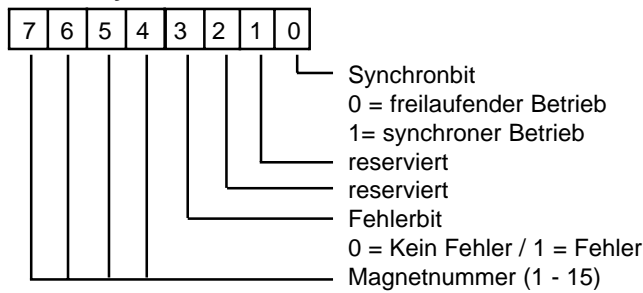 7 6 5 4 3 2 1 0
Synchronbit
0 = freilaufender Betrieb
1= synchroner Betrieb
reserviert
reserviert
Fehlerbit
0 = Kein Fehler / 1 = Fehler
Magnetnummer (1 - 15)